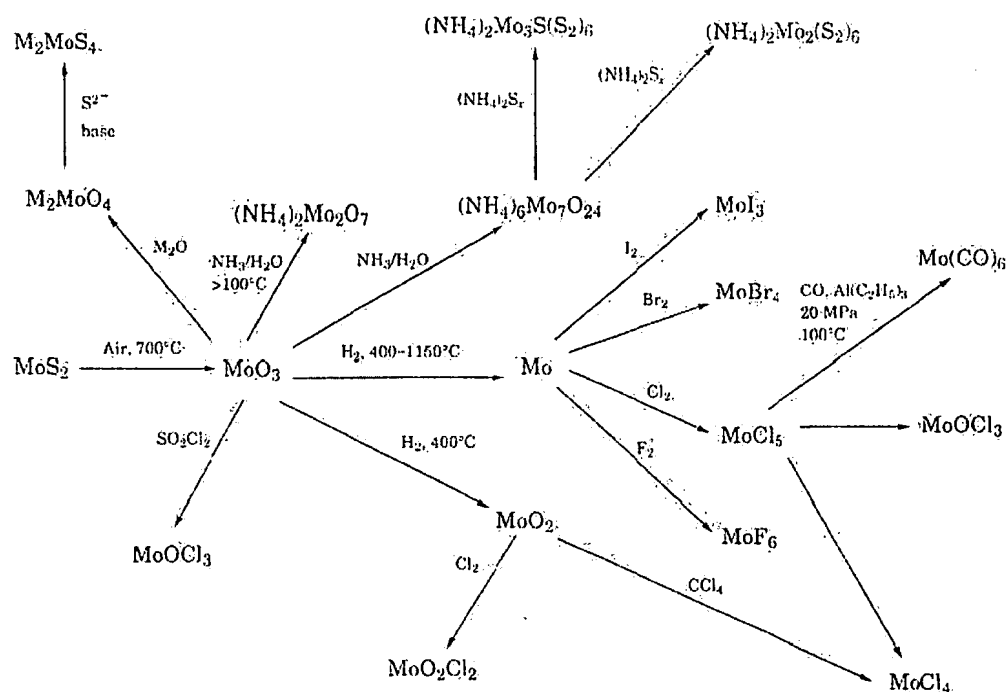 (NH₄)₂Mo₃S(S₂)₆
(NH₄)₂Mo₂(S₂)₆
M₂MoS₄
(NH₄)₂Sₓ
(NH₄)₂Sₓ
S²⁻
base
M₂MoO₄
(NH₄)₂Mo₂O₇
(NH₄)₆Mo₇O₂₄
MoI₃
M₂O
NH₃/H₂O
>100°C
NH₃/H₂O
I₂
Mo(CO)₆
Br₂
MoBr₄
CO, Al(C₂H₅)₃
20 MPa
100°C
Air, 700°C
H₂, 400-1150°C
MoS₂
MoO₃
Mo
Cl₂
SO₂Cl₂
H₂, 400°C
F₂
MoCl₅
MoOCl₃
MoOCl₃
MoO₂
MoF₆
Cl₂
CCl₄
MoO₂Cl₂
MoCl₄